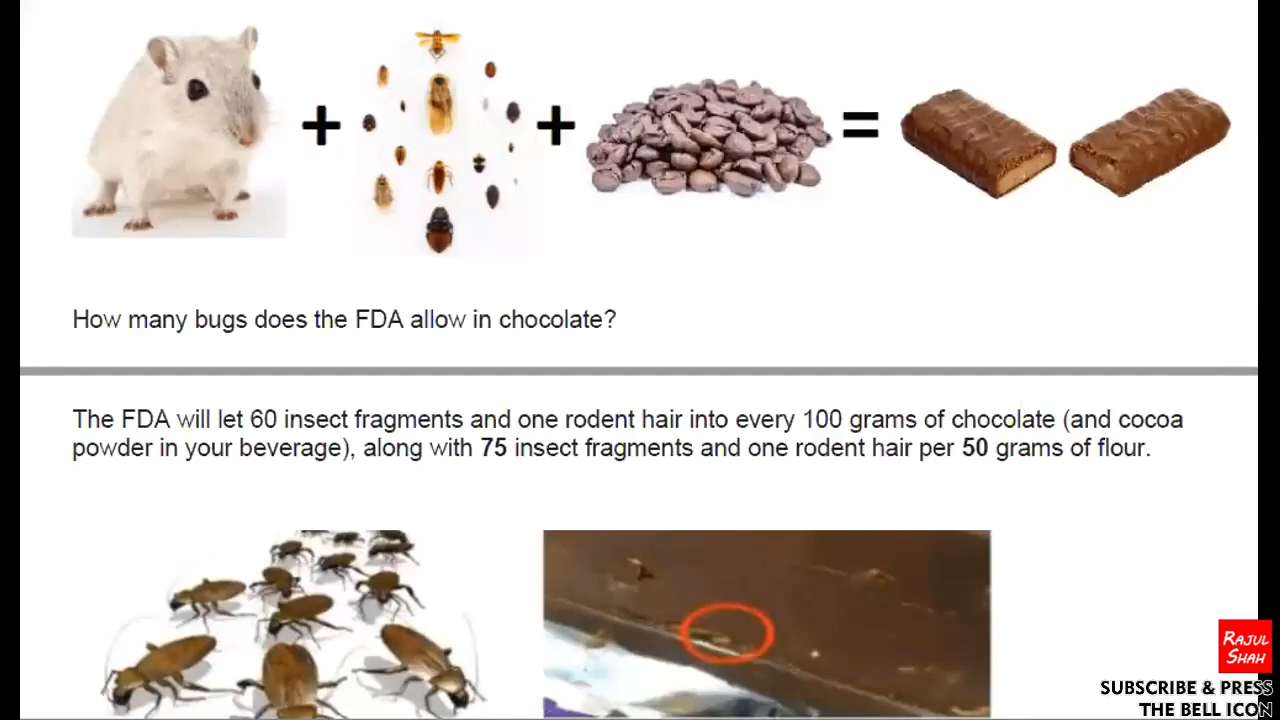 + + =
How many bugs does the FDA allow in chocolate?
The FDA will let 60 insect fragments and one rodent hair into every 100 grams of chocolate (and cocoa
powder in your beverage), along with 75 insect fragments and one rodent hair per 50 grams of flour.
RAJUL
SHAH
SUBSCRIBE & PRESS
THE BELL ICON